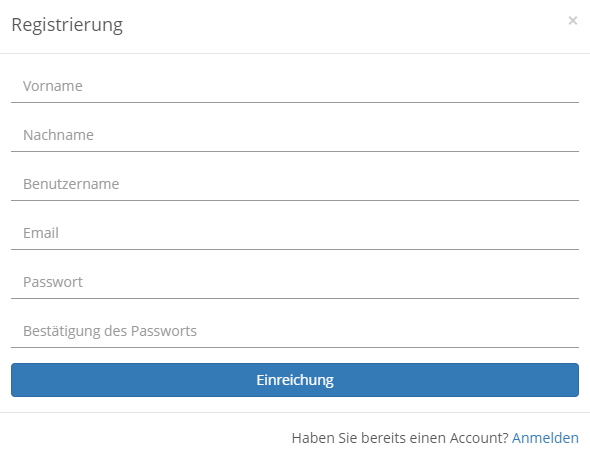 Registrierung
×
Vorname
Nachname
Benutzername
Email
Passwort
Bestätigung des Passworts
Einreichung
Haben Sie bereits einen Account? Anmelden